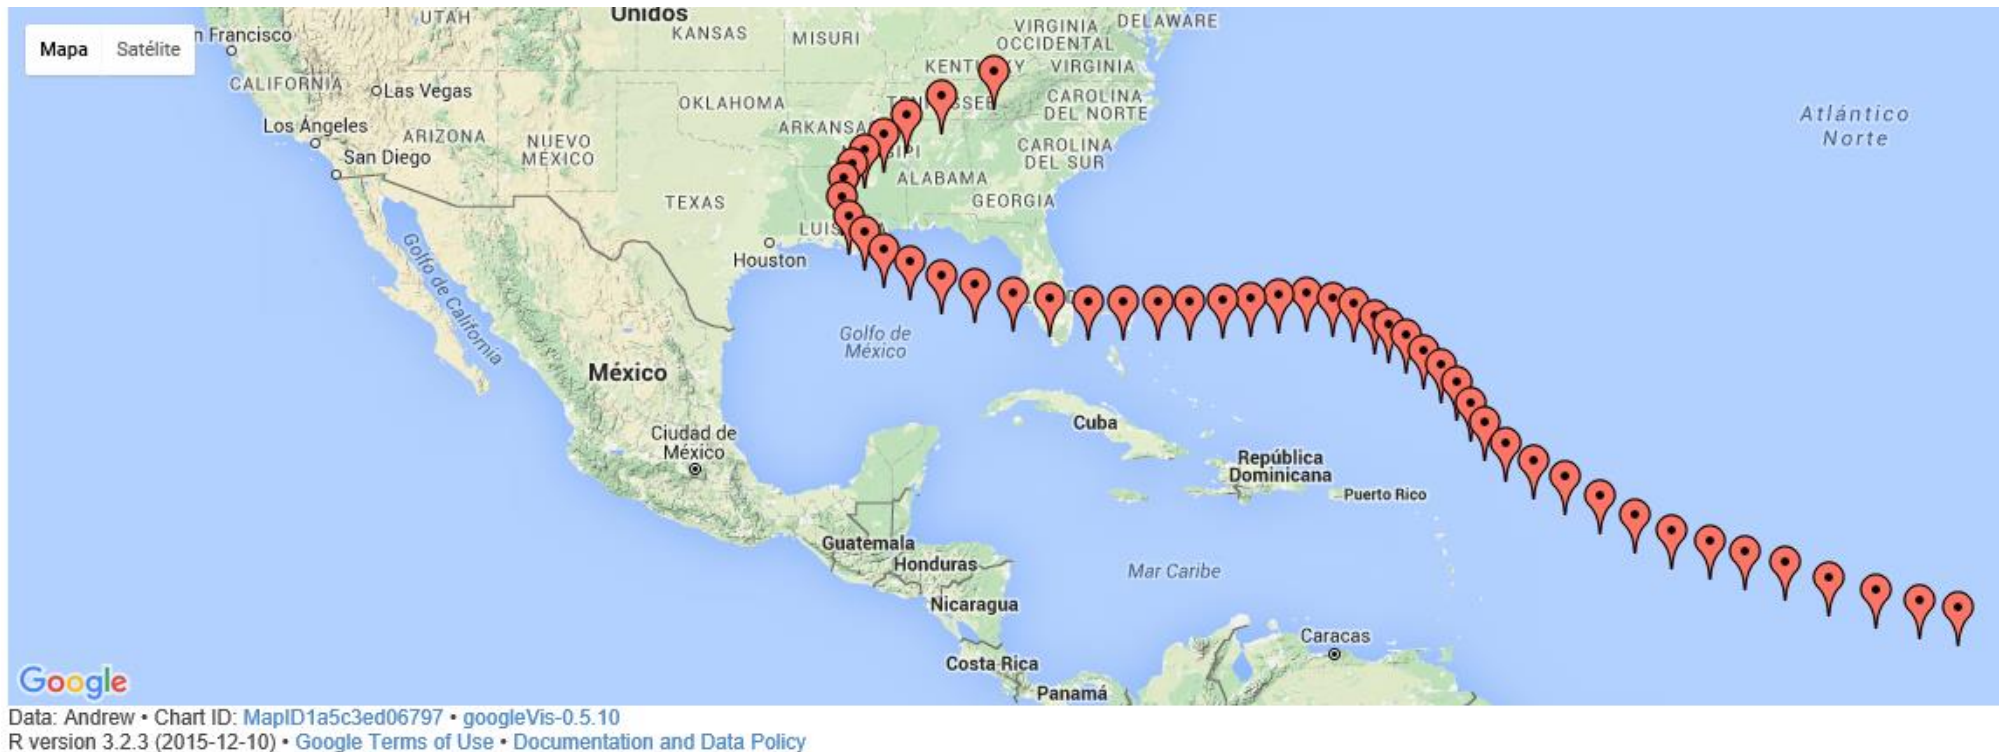 Mapa
Satélite
n Francisco
CALIFORNIA
Las Vegas
Los Ángeles
San Diego
ARIZONA
UTAH
NUEVO
MÉXICO
Unidos
KANSAS
OKLAHOMA
TEXAS
Houston
MISURI
ARKANSA
SIPI
LUIS
ALABAMA
GEORGIA
VIRGINIA
OCCIDENTAL
DELAWARE
VIRGINIA
CAROLINA
DEL NORTE
CAROLINA
DEL SUR
Atlántico
Norte
Golfo de California
México
Ciudad de
México
Golfo de
México
Cuba
República
Dominicana
Puerto Rico
Guatemala
Honduras
Nicaragua
Mar Caribe
Caracas
Costa Rica
Panamá
Google
Data: Andrew • Chart ID: MapID1a5c3ed06797 • googleVis-0.5.10
R version 3.2.3 (2015-12-10) • Google Terms of Use • Documentation and Data Policy